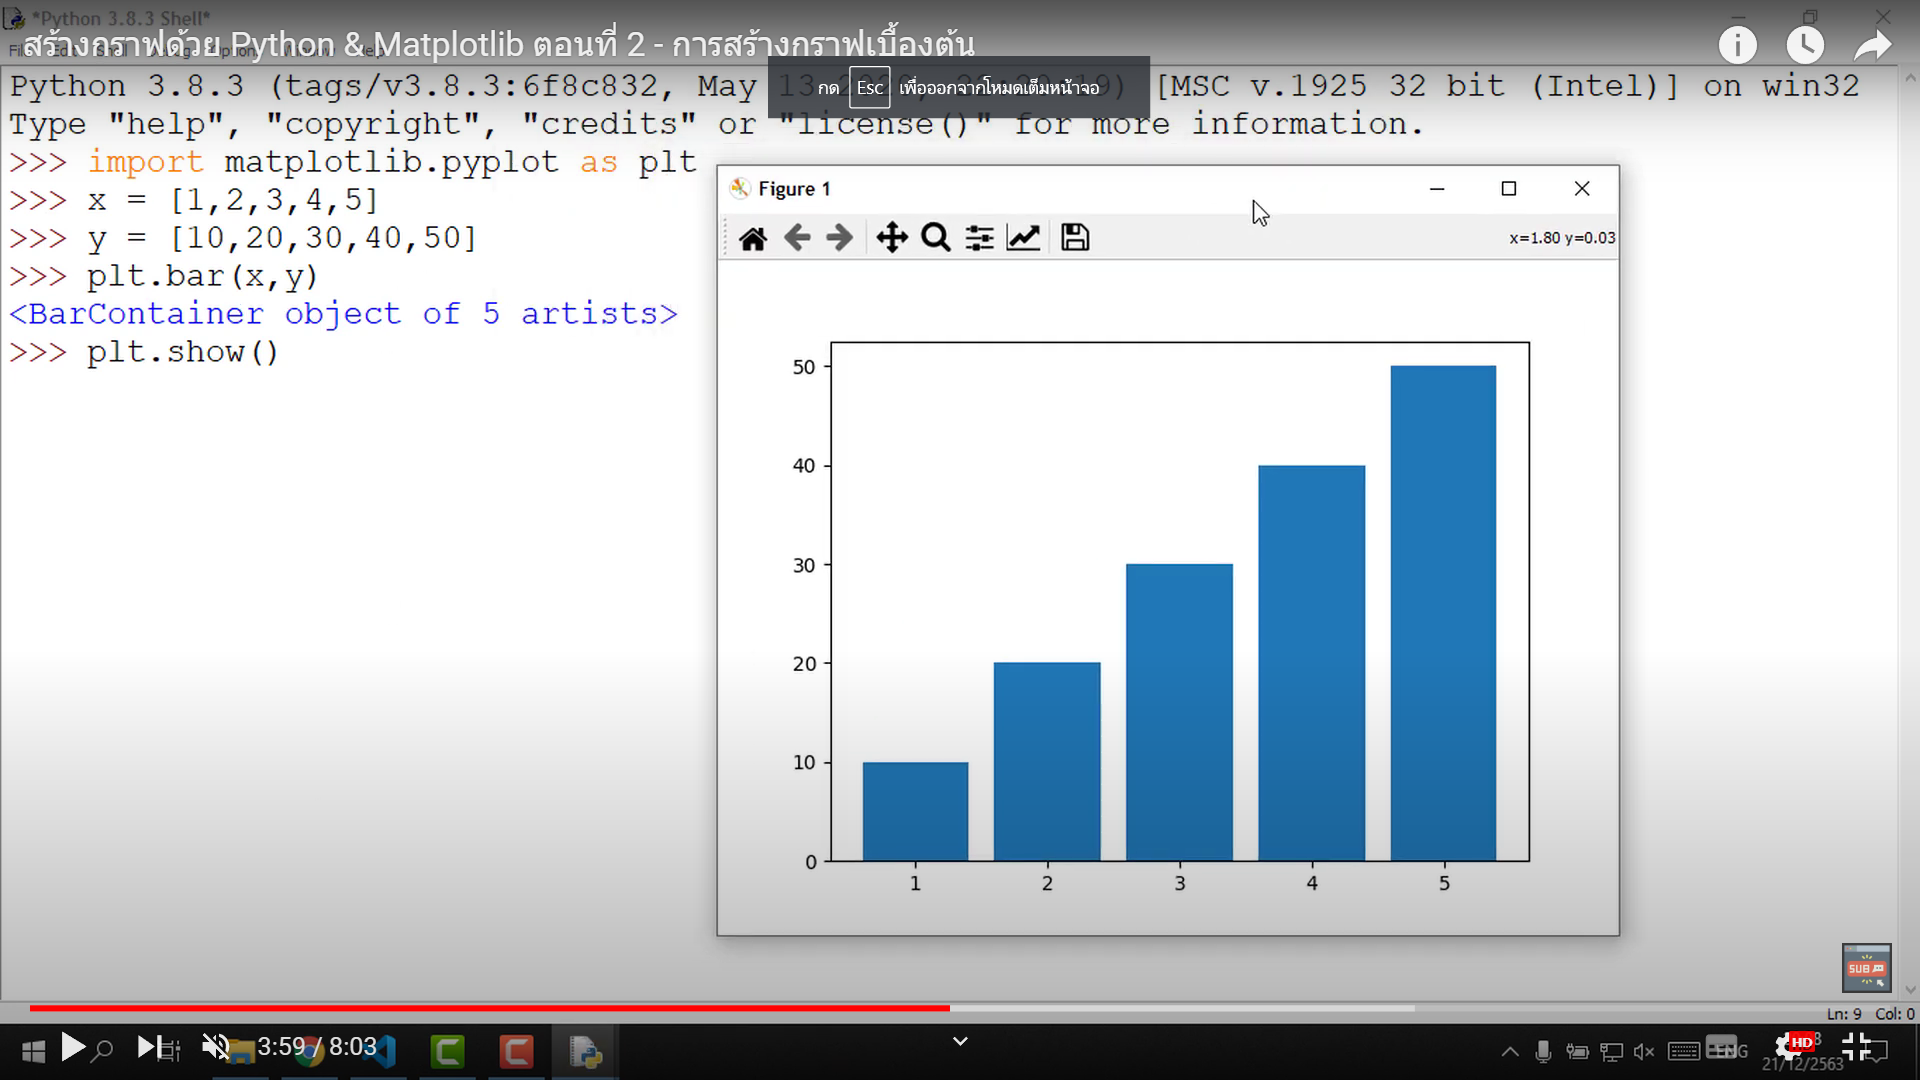 *Python 3.8.3 Shell*
สร้างกราฟด้วย Python & Matplotlib ตอนที่ 2 - การสร้างกราฟเบื้องต้น
กด Esc เพื่อออกจากโหมดเต็มหน้าจอ
Python 3.8.3 (tags/v3.8.3:6f8c832, May 13 [MSC v.1925 32 bit (Intel)] on win32
Type "help", "copyright", "credits" or "license()" for more information.
>>> import matplotlib.pyplot as plt
>>> x = [1,2,3,4,5]
>>> y = [10,20,30,40,50]
>>> plt.bar(x,y)
<BarContainer object of 5 artists>
>>> plt.show()
Figure 1
x=1.80 y=0.03
50
40
30
20
10
0
1 2 3 4 5
SUB
Ln: 9 Col: 0
3:59 / 8:03
ENG
HD
21/12/2563